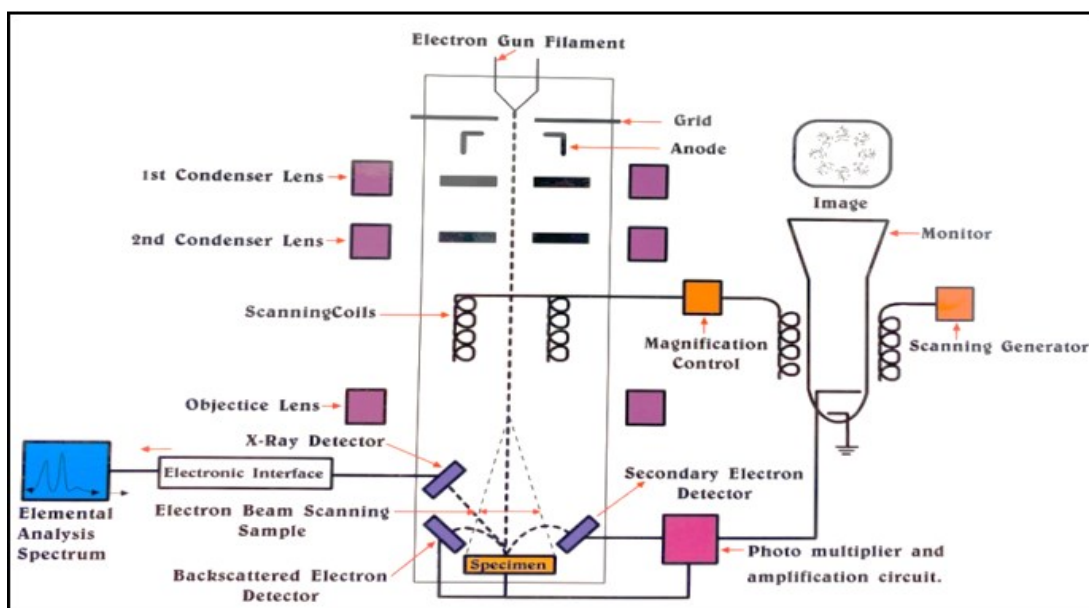 Electron Gun Filament
Grid
Anode
1st Condenser Lens
Image
2nd Condenser Lens
Monitor
ScanningCoils
Magnification
Control
Scanning Generator
Objectice Lens
X-Ray Detector
Electronic Interface
Secondary Electron
Detector
Elemental
Analysis
Spectrum
Electron Beam Scanning
Sample
Specimen
Backscattered Electron
Detector
Photo multiplier and
amplification circuit.